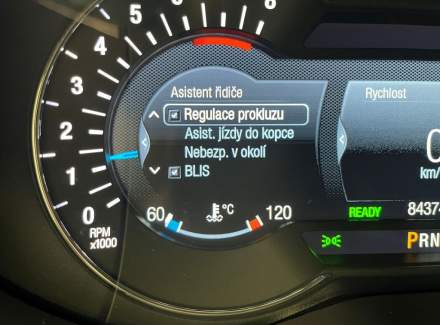 6
5
4
3
2
1
0
RPM
x1000
Asistent řidiče
Regulace prokluzu
Asist. jízdy do kopce
Nebezp. v okolí
BLIS
60 °C 120
Rychlost
0
km/
READY 84374
PRN